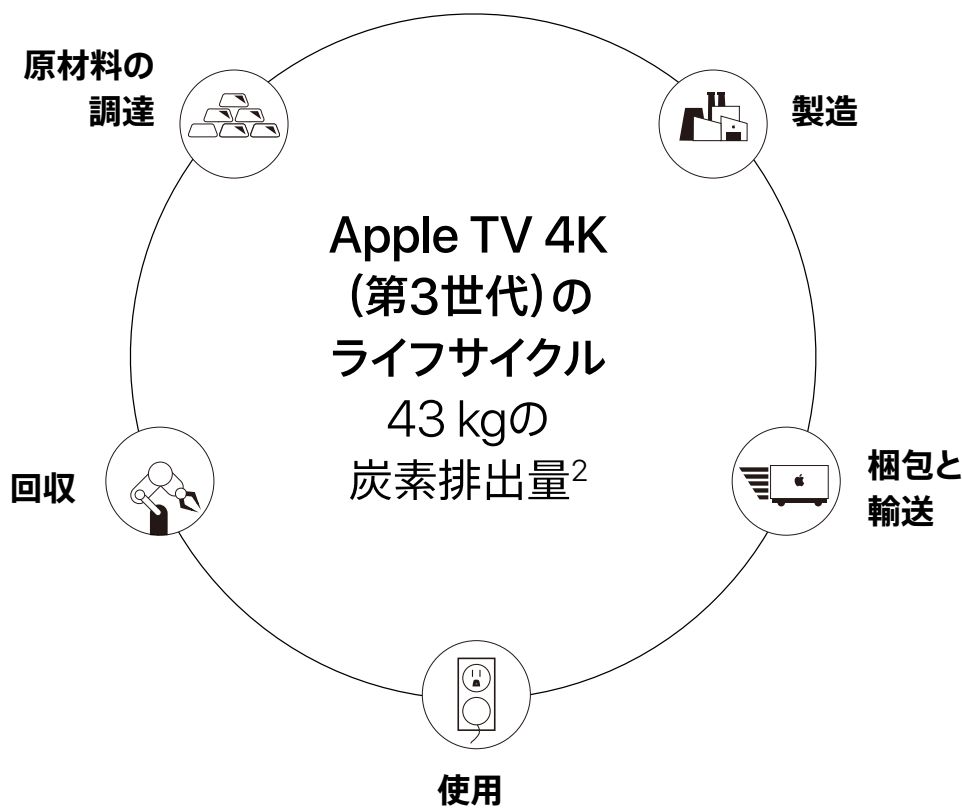 原材料の
調達
製造
Apple TV 4K
（第3世代）の
ライフサイクル
43 kgの
炭素排出量2
回収
梱包と
輸送
使用